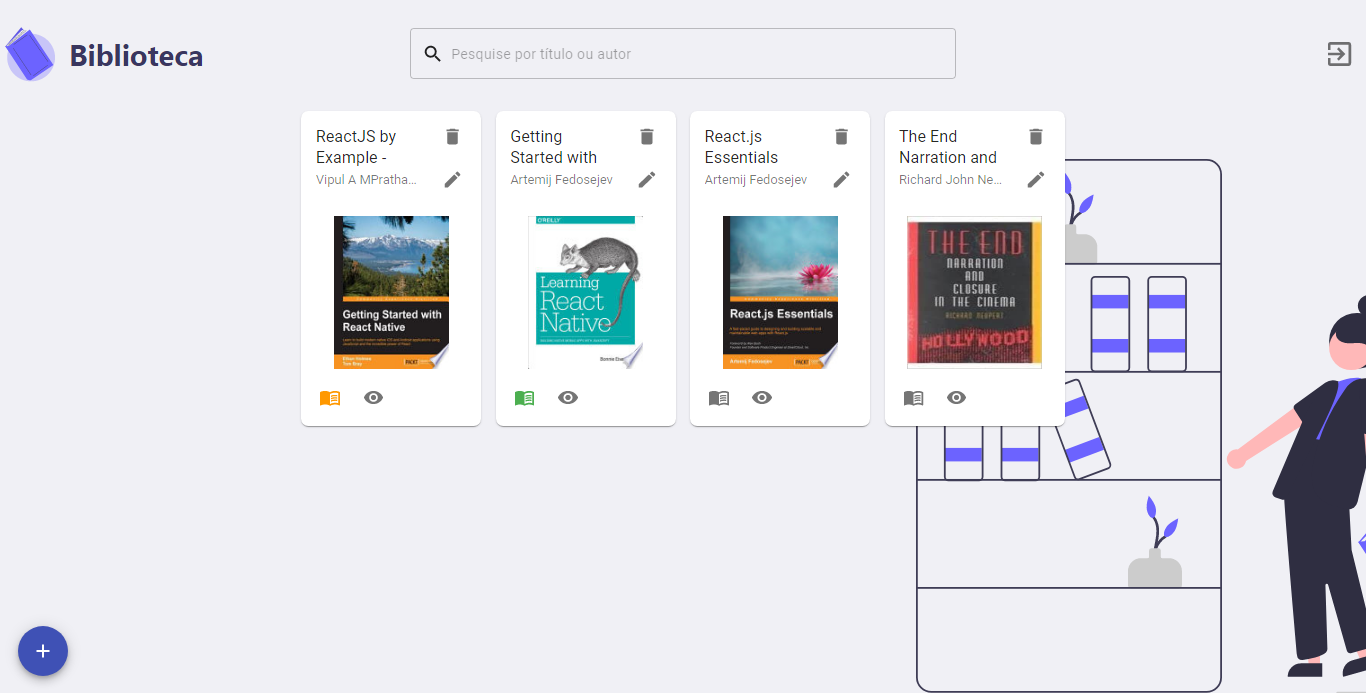 Biblioteca
Pesquise por título ou autor
ReactJS by
Example -
Vipul A MPratha...
Getting Started with
React Native
Getting
Started with
Artemij Fedosejev
O'REILLY
Learning
React
Native
React.js
Essentials
Artemij Fedosejev
React.js Essentials
Artemij Fedosejev
The End
Narration and
Richard John Ne...
THE END
NARRATION
AND
CLOSURE
IN THE CINEMA
RICHARD NEUPERT
HOLLYWOOD